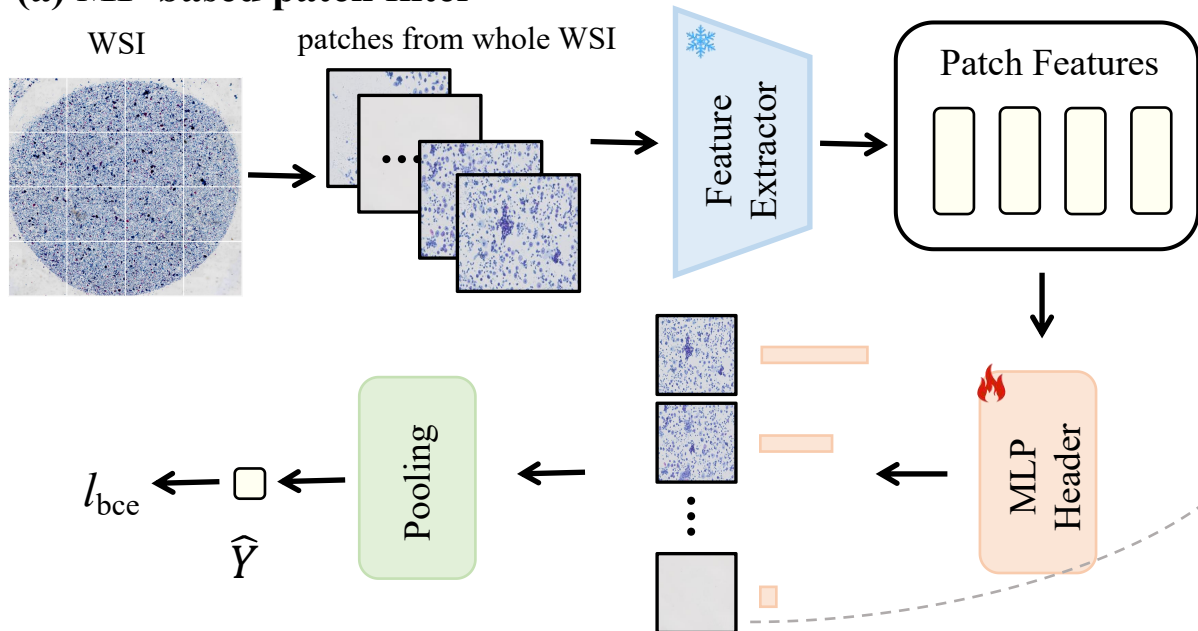 WSI
patches from whole WSI
Feature
Extractor
Patch Features
MLP
Header
Pooling
l_bce
Ŷ